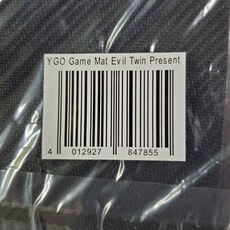 YGO Game Mat Evil Twin Present
4 012927 847855